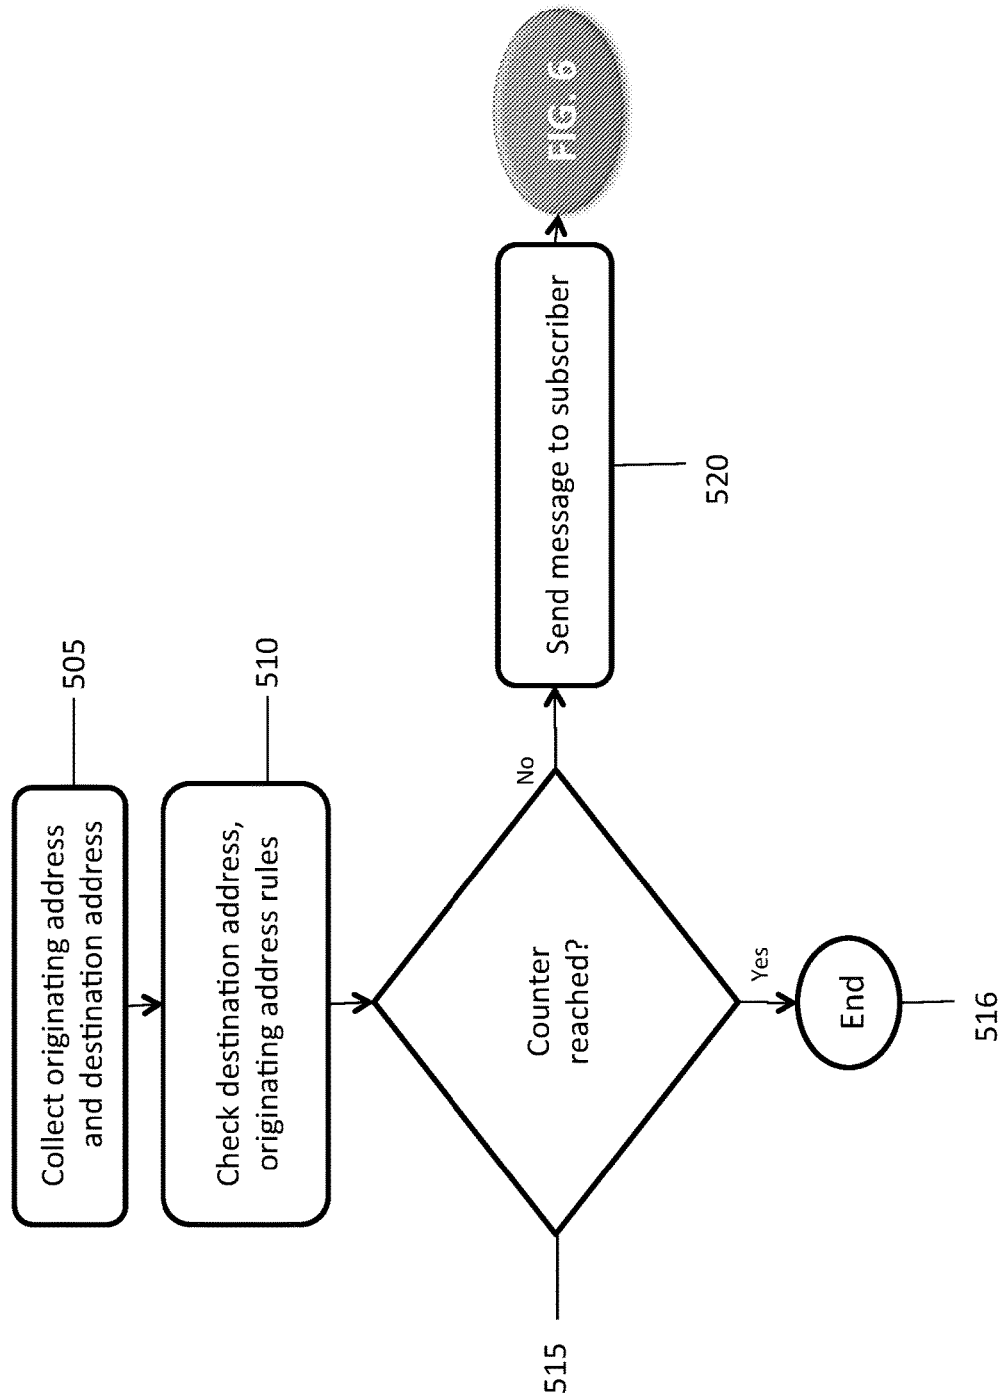 Collect originating address
and destination address
505
Check destination address,
originating address rules
510
Counter
reached?
515
No
Yes
End
516
Send message to subscriber
520
FIG. 6